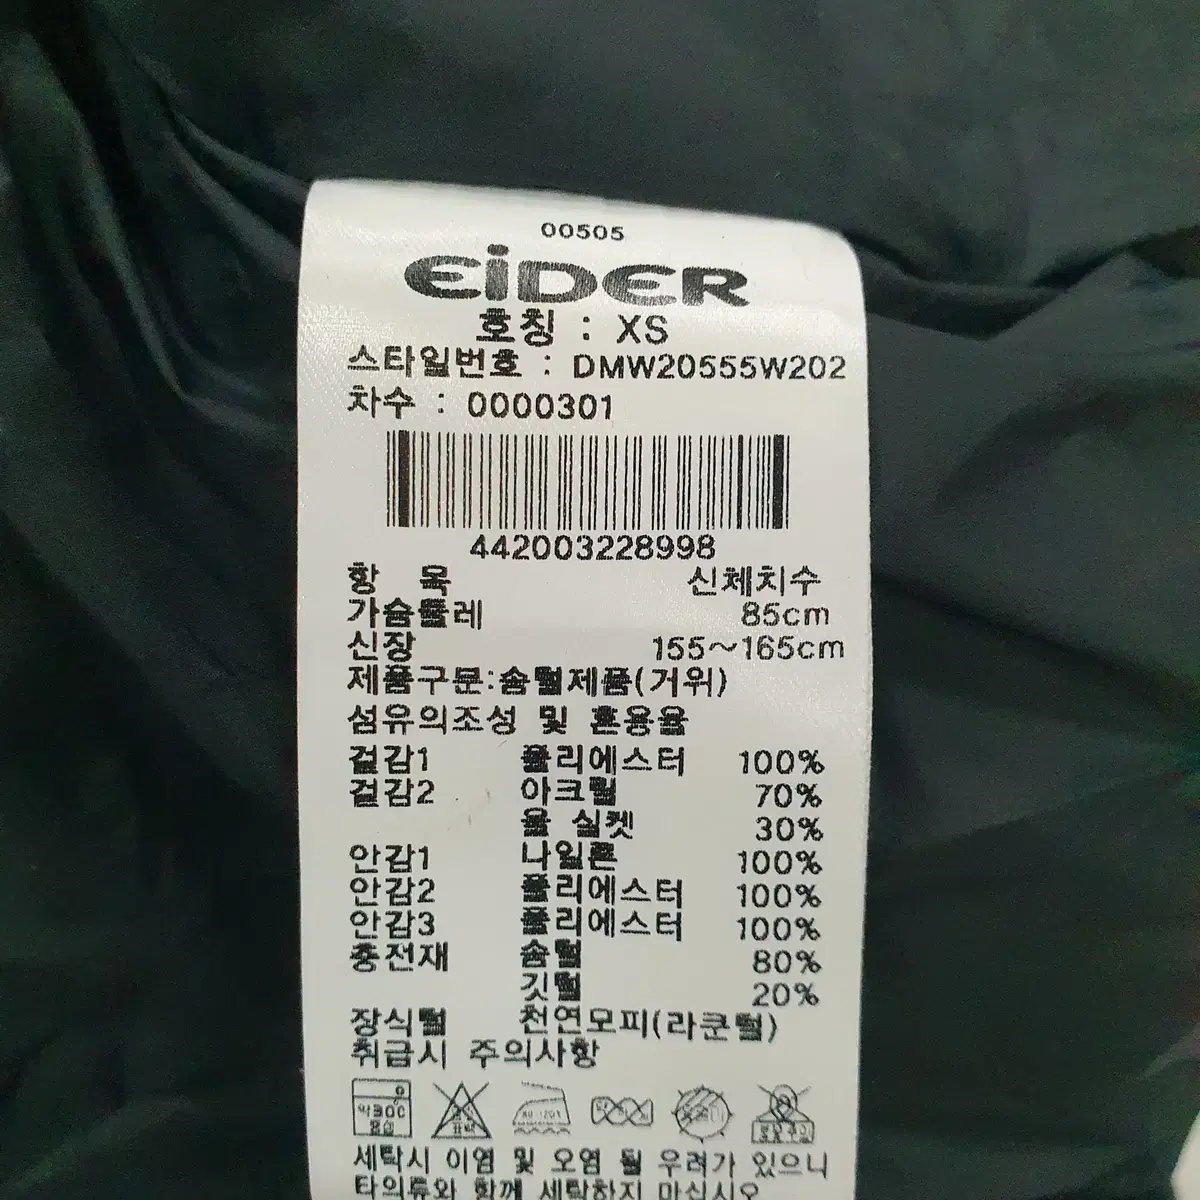 00505
EiDER
호칭 : XS
스타일번호 : DMW20555W202
차수 : 0000301
442003228998
항 목 신체치수
가슴둘레 85cm
신장 155~165cm
제품구분:솜털제품(거위)
섬유의조성 및 혼용율
겉감1 폴리에스터 100%
겉감2 아크릴 70%
울 실켓 30%
안감1 나일론 100%
안감2 폴리에스터 100%
안감3 폴리에스터 100%
충전재 솜털 80%
깃털 20%
장식털 천연모피(라쿤털)
취급시 주의사항
약30℃
중성
세탁시 이염 및 오염 될 우려가 있으니
타의류와 함께 세탁하지 마십시오